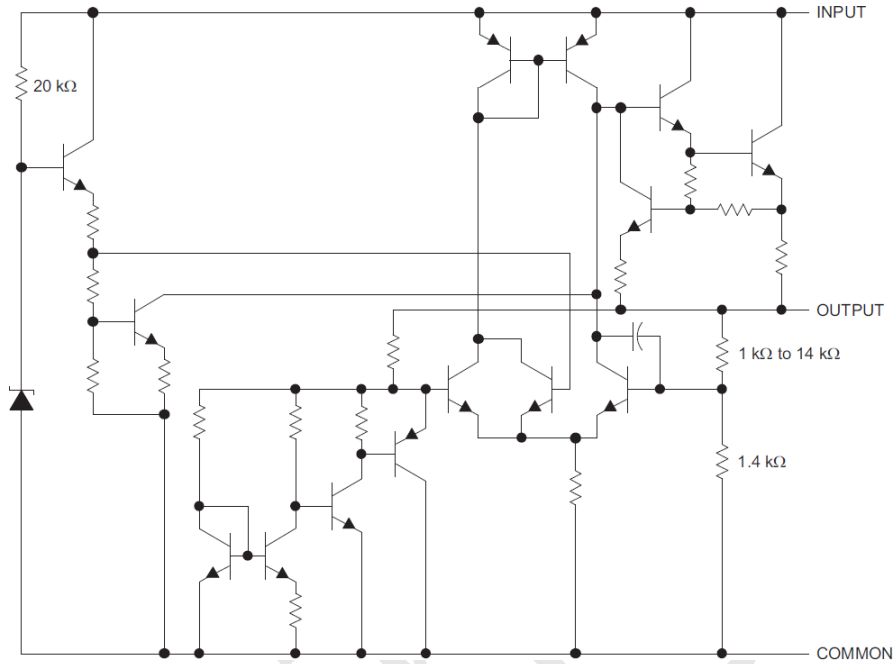 INPUT
20 kΩ
OUTPUT
1 kΩ to 14 kΩ
1.4 kΩ
COMMON